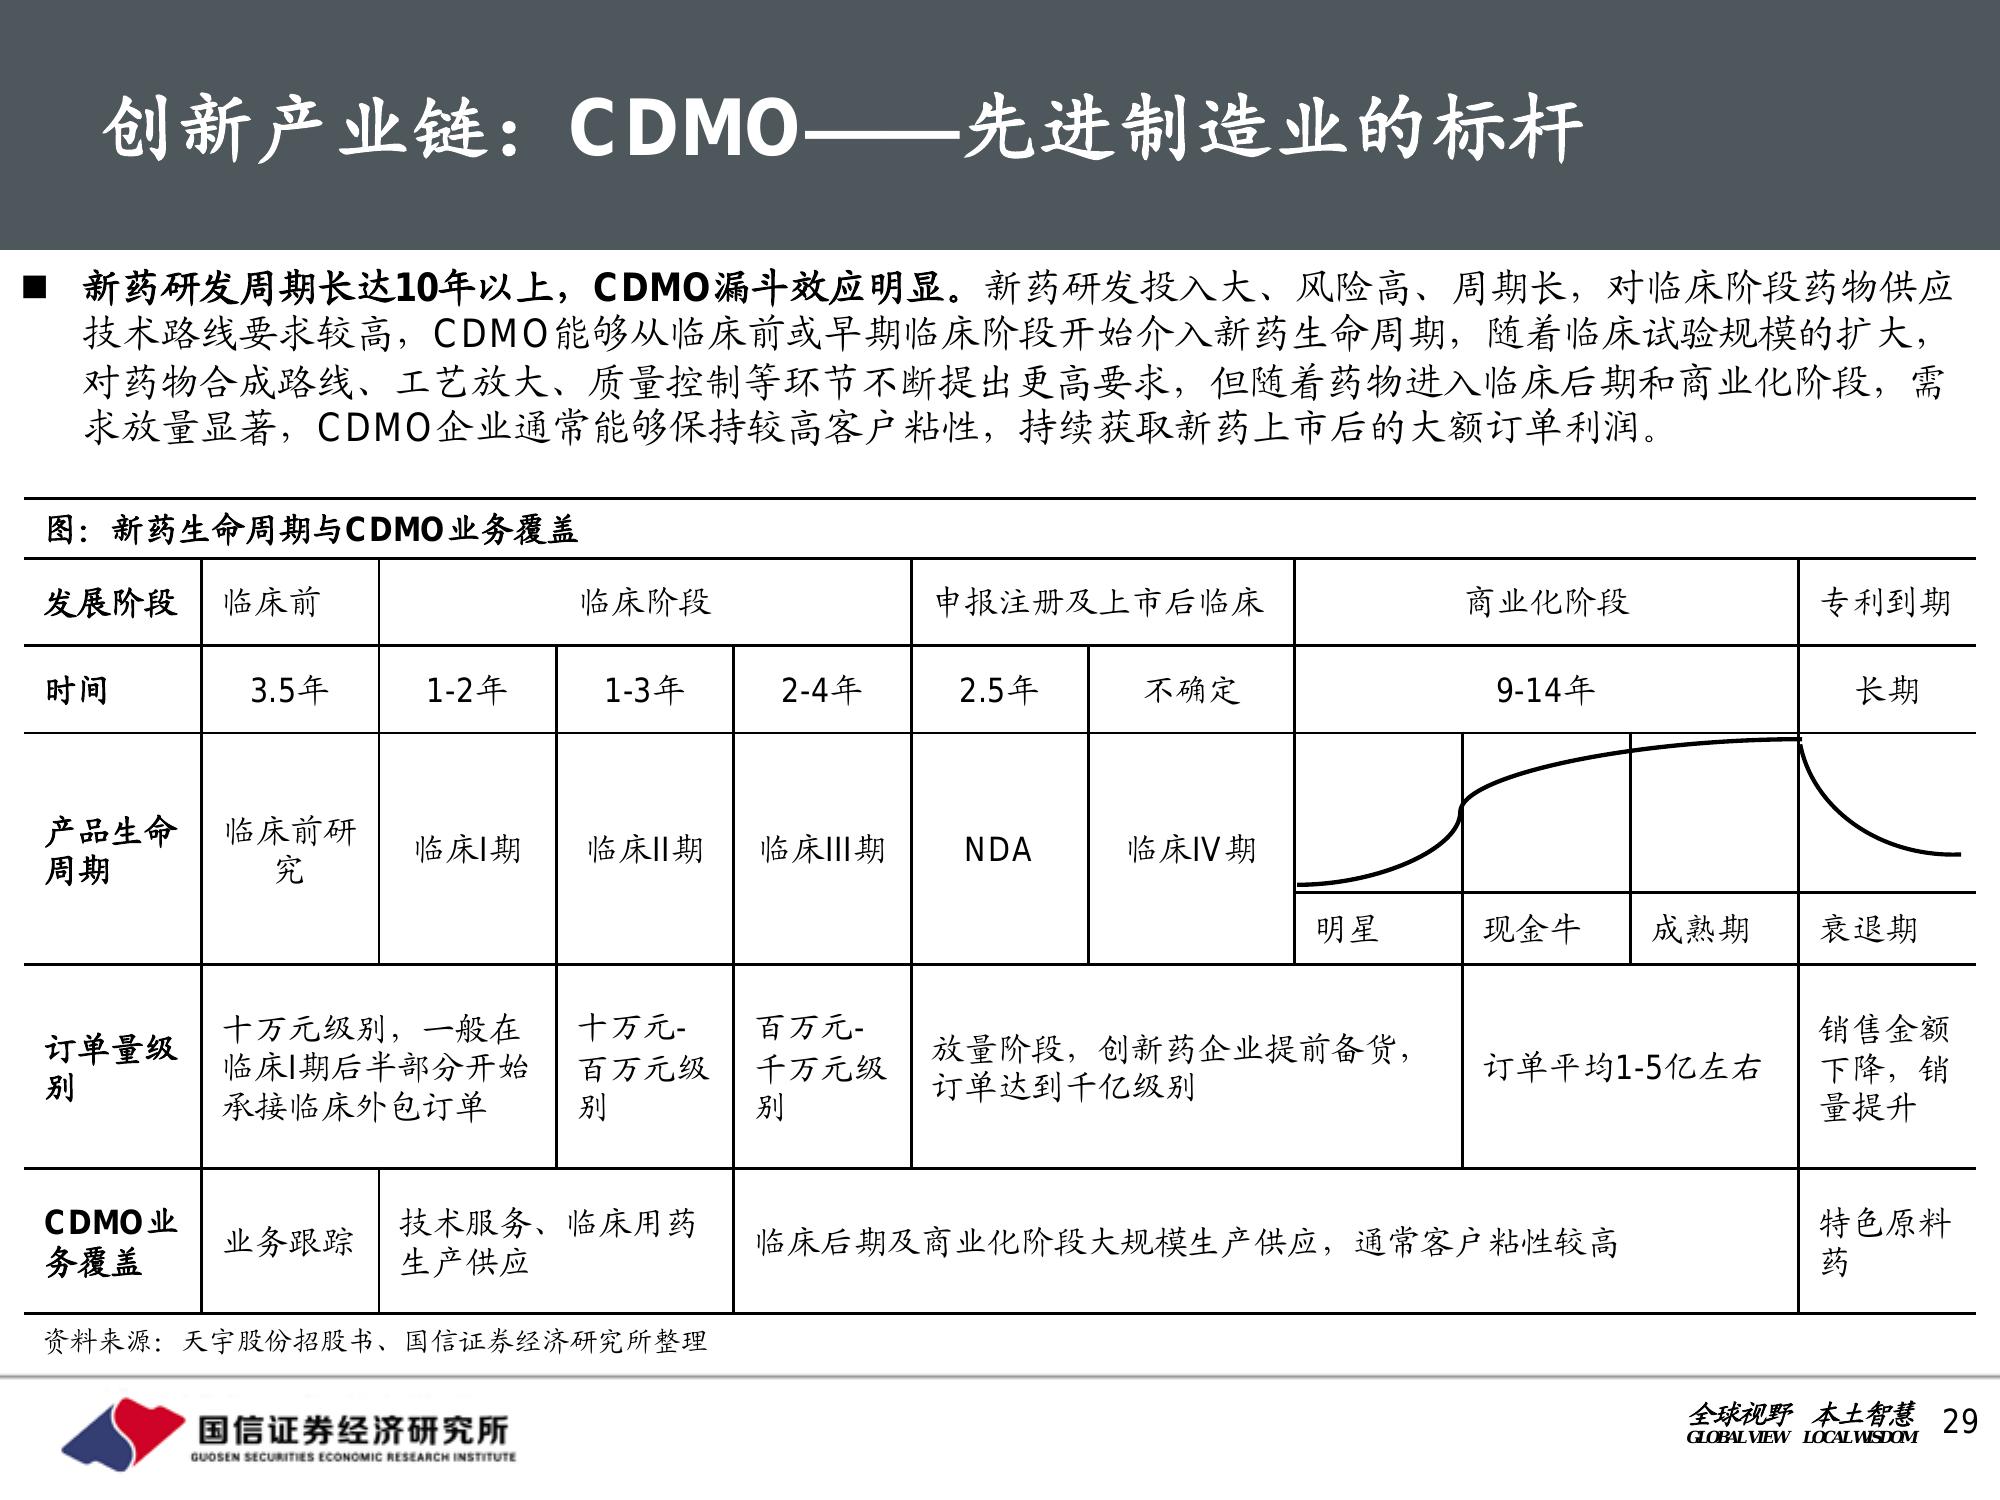 创新产业链：CDMO——先进制造业的标杆
■ 新药研发周期长达10年以上，CDMO漏斗效应明显。新药研发投入大、风险高、周期长，对临床阶段药物供应
技术路线要求较高，CDMO能够从临床前或早期临床阶段开始介入新药生命周期，随着临床试验规模的扩大，
对药物合成路线、工艺放大、质量控制等环节不断提出更高要求，但随着药物进入临床后期和商业化阶段，需
求放量显著，CDMO企业通常能够保持较高客户粘性，持续获取新药上市后的大额订单利润。
图：新药生命周期与CDMO业务覆盖
发展阶段 临床前 临床阶段 申报注册及上市后临床 商业化阶段 专利到期
时间 3.5年 1-2年 1-3年 2-4年 2.5年 不确定 9-14年 长期
产品生命
周期
临床前研
究
临床I期 临床II期 临床III期 NDA 临床IV期
明星 现金牛 成熟期 衰退期
订单量级
别
十万元级别，一般在
临床I期后半部分开始
承接临床外包订单
十万元-
百万元级
别
百万元-
千万元级
别
放量阶段，创新药企业提前备货，
订单达到千亿级别
订单平均1-5亿左右
销售金额
下降，销
量提升
CDMO业
务覆盖
业务跟踪
技术服务、临床用药
生产供应
临床后期及商业化阶段大规模生产供应，通常客户粘性较高
特色原料
药
资料来源：天宇股份招股书、国信证券经济研究所整理
国信证券经济研究所
GUOSEN SECURITIES ECONOMIC RESEARCH INSTITUTE
全球视野 本土智慧
GLOBAL VIEW LOCAL WISDOM
29